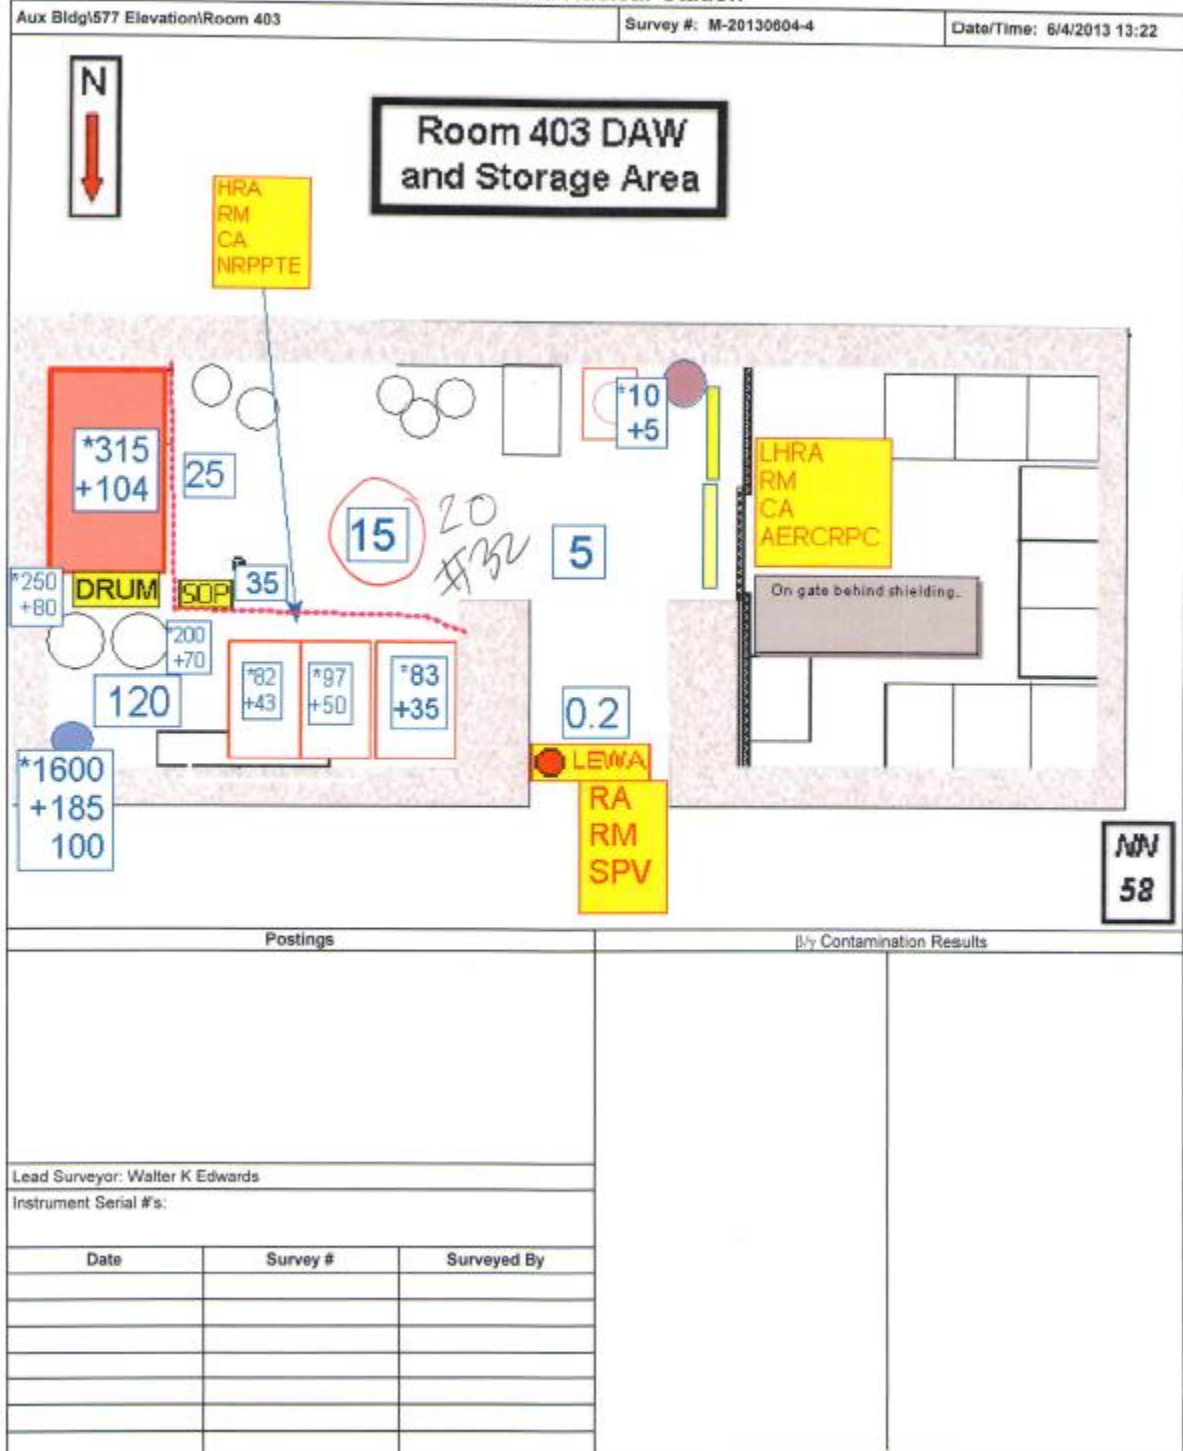 Aux Bldg\577 Elevation\Room 403
Survey #: M-20130604-4
Date/Time: 6/4/2013 13:22
N
Room 403 DAW
and Storage Area
HRA
RM
CA
NRPPTE
*315
+104
25
15
20
#32
5
*10
+5
LHRA
RM
CA
AERCRPC
On gate behind shielding..
*250
+80
DRUM
SOP
35
*200
+70
120
*82
+43
*97
+50
*83
+35
0.2
LEWA
*1600
+185
100
RA
RM
SPV
NN
58
Postings
β/γ Contamination Results
Lead Surveyor: Walter K Edwards
Instrument Serial #'s:
Date
Survey #
Surveyed By